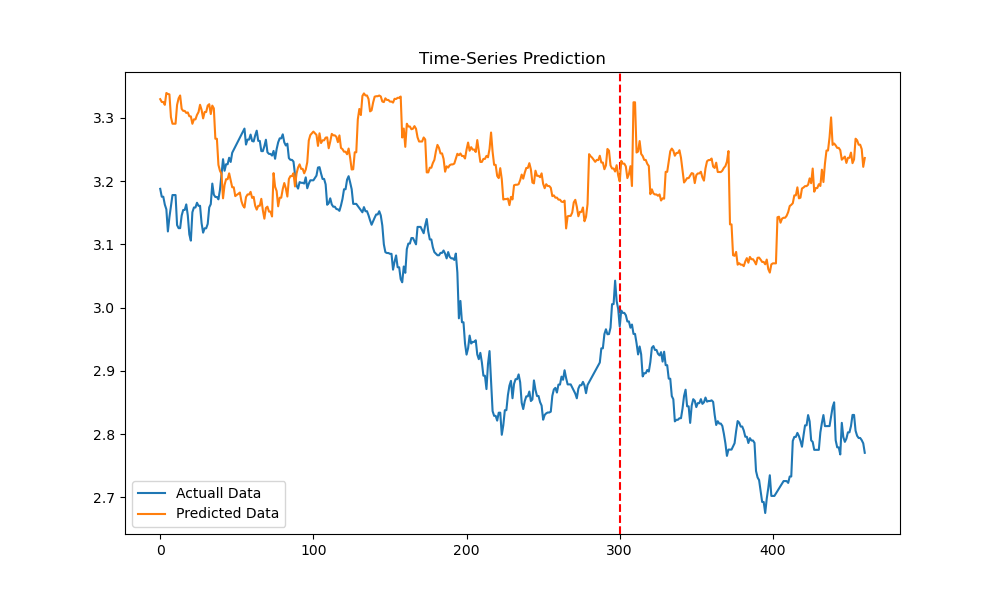 Time-Series Prediction
3.3
3.2
3.1
3.0
2.9
2.8
2.7
Actuall Data
Predicted Data
0 100 200 300 400